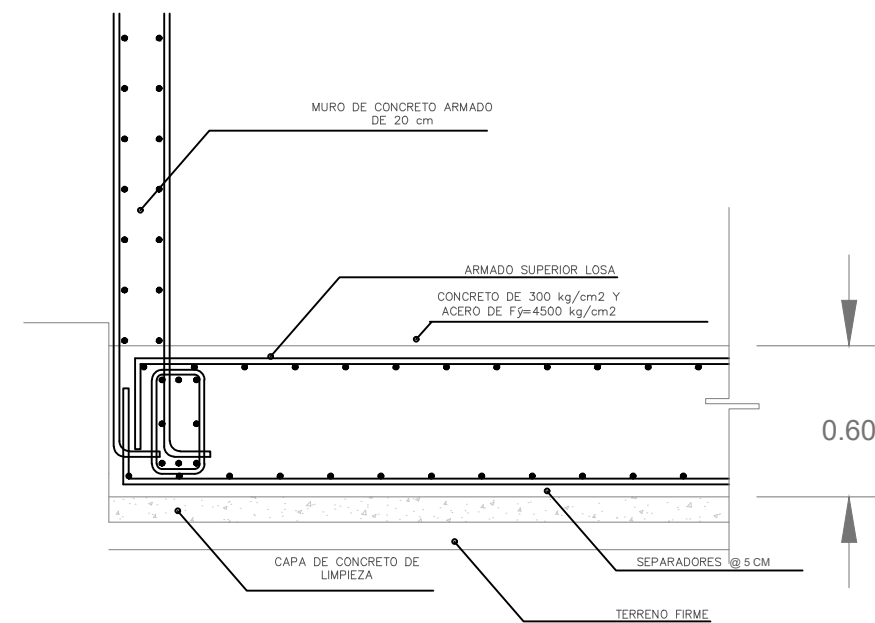 MURO DE CONCRETO ARMADO
DE 20 cm
ARMADO SUPERIOR LOSA
CONCRETO DE 300 kg/cm2 Y
ACERO DE Fý=4500 kg/cm2
0.60
CAPA DE CONCRETO DE
LIMPIEZA
SEPARADORES @ 5 CM
TERRENO FIRME